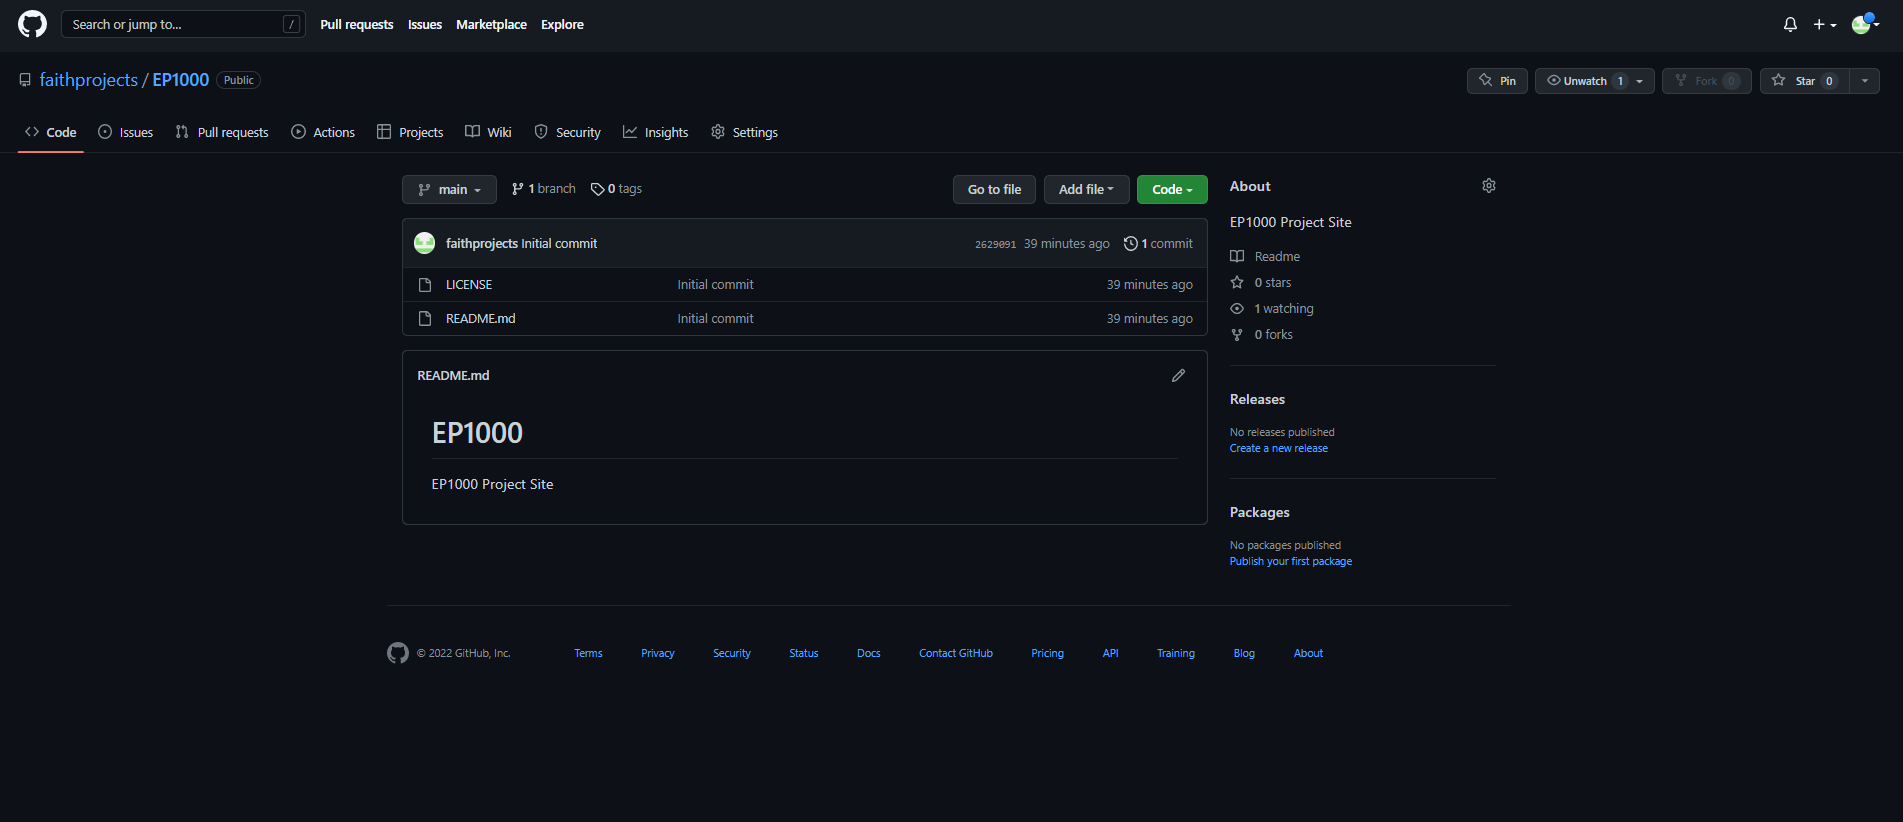 Search or jump to... / Pull requests Issues Marketplace Explore
faithprojects / EP1000 Public Pin Unwatch 1 Fork 0 Star 0
Code Issues Pull requests Actions Projects Wiki Security Insights Settings
main 1 branch 0 tags Go to file Add file Code
faithprojects Initial commit 2629091 39 minutes ago 1 commit
LICENSE Initial commit 39 minutes ago
README.md Initial commit 39 minutes ago
README.md
EP1000
EP1000 Project Site
About
EP1000 Project Site
Readme
0 stars
1 watching
0 forks
Releases
No releases published
Create a new release
Packages
No packages published
Publish your first package
© 2022 GitHub, Inc. Terms Privacy Security Status Docs Contact GitHub Pricing API Training Blog About